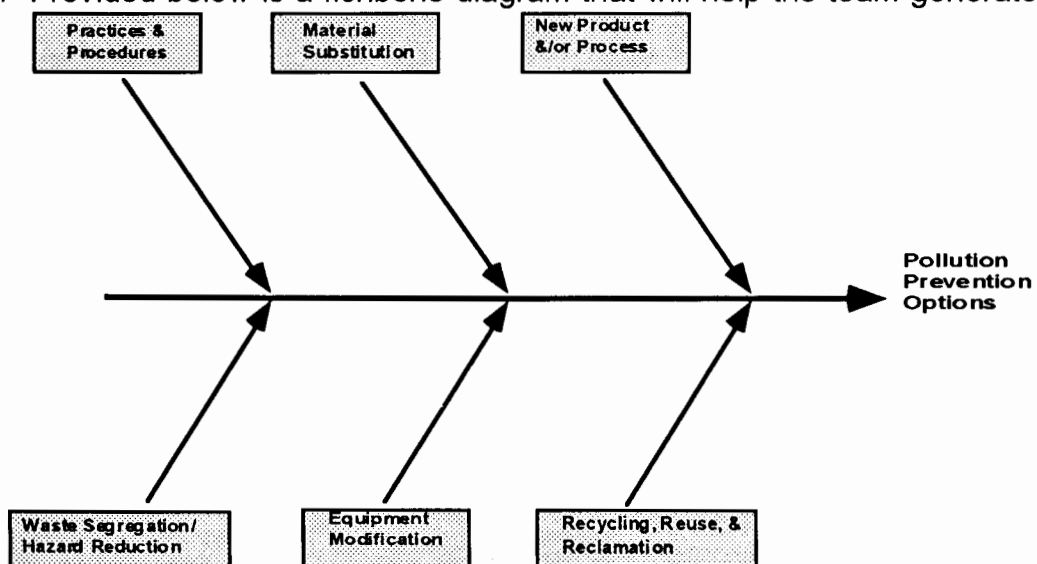 Provided below is a fishbone diagram that will help the team generate
Practices &
Procedures
Material
Substitution
New Product
&/or Process
Pollution
Prevention
Options
Waste Segregation/
Hazard Reduction
Equipment
Modification
Recycling, Reuse, &
Reclamation